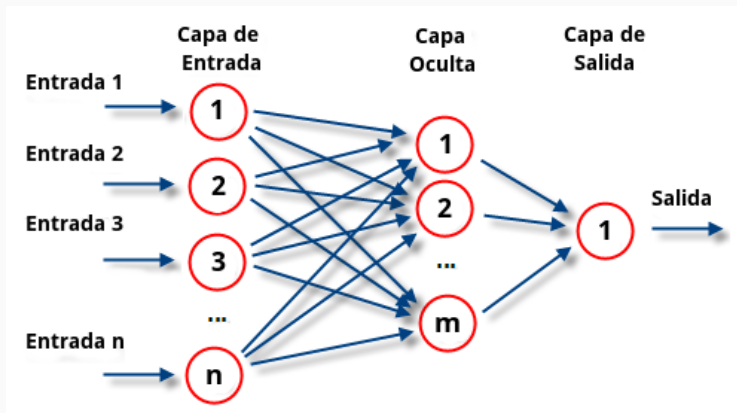 Capa de
Entrada
Capa
Oculta
Capa de
Salida
Entrada 1
1
Entrada 2
2
Entrada 3
3
...
Entrada n
n
1
2
...
m
1
Salida